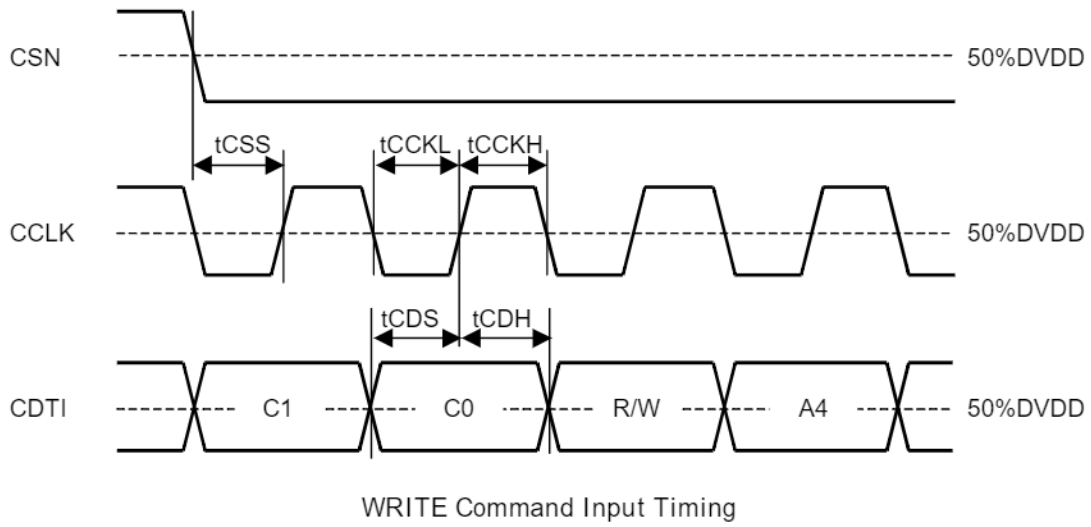 CSN 50%DVDD
tCSS tCCKL tCCKH
CCLK 50%DVDD
tCDS tCDH
CDTI C1 C0 R/W A4 50%DVDD
WRITE Command Input Timing